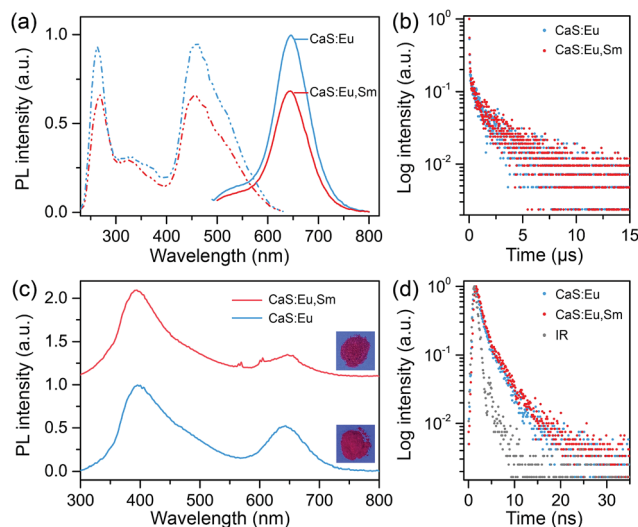 (a)
CaS:Eu
CaS:Eu,Sm
PL intensity (a.u.)
1.0
0.5
0.0
300 400 500 600 700 800
Wavelength (nm)
(b)
CaS:Eu
CaS:Eu,Sm
Log intensity (a.u.)
10⁰
10⁻¹
10⁻²
0 5 10 15
Time (µs)
(c)
CaS:Eu,Sm
CaS:Eu
PL intensity (a.u.)
2.0
1.5
1.0
0.5
0.0
300 400 500 600 700 800
Wavelength (nm)
(d)
CaS:Eu
CaS:Eu,Sm
IR
Log intensity (a.u.)
10⁰
10⁻¹
10⁻²
0 10 20 30
Time (ns)